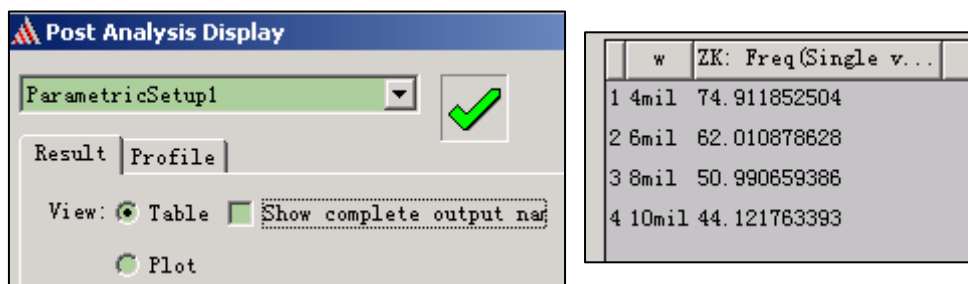 Post Analysis Display
ParametricSetup1
Result Profile
View: Table Show complete output nam
Plot
w ZK: Freq(Single v...
1 4mil 74.911852504
2 6mil 62.010878628
3 8mil 50.990659386
4 10mil 44.121763393